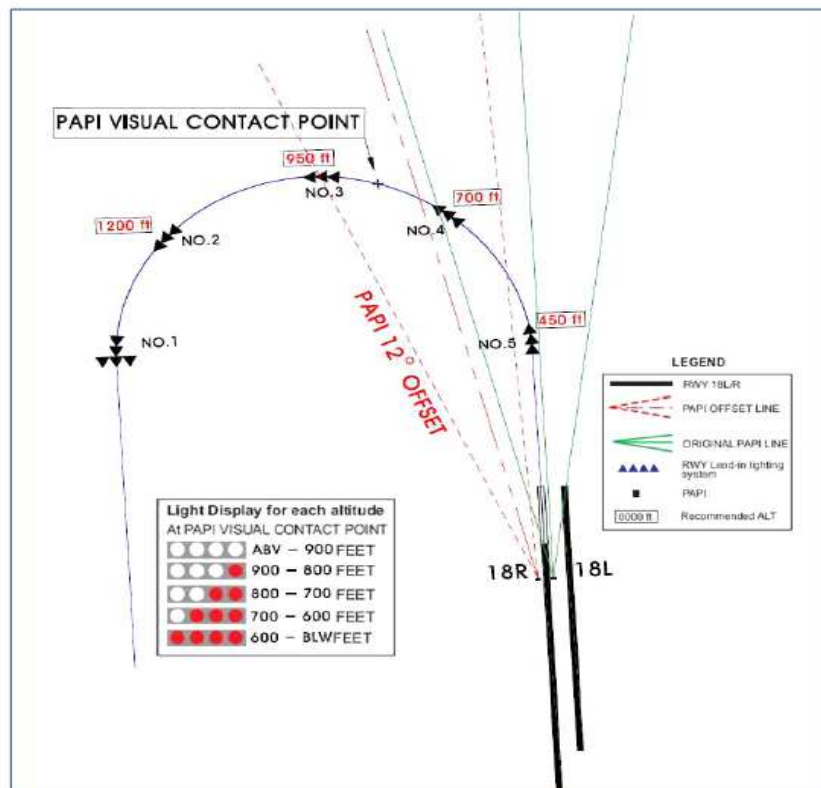 PAPI VISUAL CONTACT POINT
950 ft
NO.3
700 ft
NO.4
1200 ft
NO.2
450 ft
NO.5
NO.1
PAPI 12° OFFSET
LEGEND
RWY 18L/R
PAPI OFFSET LINE
ORIGINAL PAPI LINE
RWY Lead-in lighting
system
PAPI
0000 ft Recommended ALT
Light Display for each altitude
At PAPI VISUAL CONTACT POINT
ABV - 900 FEET
900 - 800 FEET
800 - 700 FEET
700 - 600 FEET
600 - BLW FEET
18R 18L